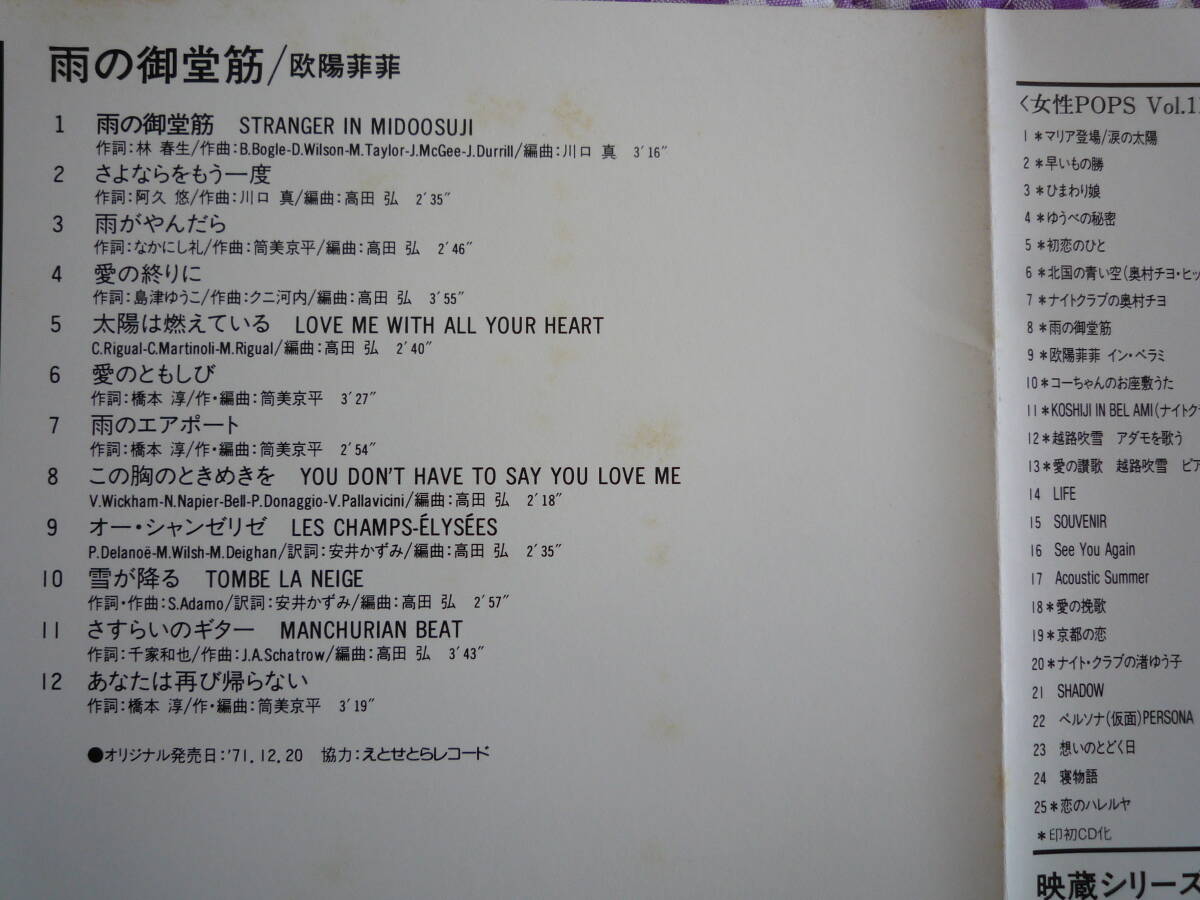 雨の御堂筋/欧陽菲菲
1 雨の御堂筋 STRANGER IN MIDOOSUJI
作詞:林 春生/作曲:B.Bogle-D.Wilson-M.Taylor-J.McGee-J.Durrill/編曲:川口 真 3′16″
2 さよならをもう一度
作詞:阿久 悠/作曲:川口 真/編曲:高田 弘 2′35″
3 雨がやんだら
作詞:なかにし礼/作曲:筒美京平/編曲:高田 弘 2′46″
4 愛の終りに
作詞:島津ゆうこ/作曲:クニ河内/編曲:高田 弘 3′55″
5 太陽は燃えている LOVE ME WITH ALL YOUR HEART
C.Rigual-C.Martinoli-M.Rigual/編曲:高田 弘 2′40″
6 愛のともしび
作詞:橋本 淳/作・編曲:筒美京平 3′27″
7 雨のエアポート
作詞:橋本 淳/作・編曲:筒美京平 2′54″
8 この胸のときめきを YOU DON'T HAVE TO SAY YOU LOVE ME
V.Wickham-N.Napier-Bell-P.Donaggio-V.Pallavicini/編曲:高田 弘 2′18″
9 オー・シャンゼリゼ LES CHAMPS-ÉLYSÉES
P.Delanoë-M.Wilsh-M.Deighan/訳詞:安井かずみ/編曲:高田 弘 2′35″
10 雪が降る TOMBE LA NEIGE
作詞・作曲:S.Adamo/訳詞:安井かずみ/編曲:高田 弘 2′57″
11 さすらいのギター MANCHURIAN BEAT
作詞:千家和也/作曲:J.A.Schatrow/編曲:高田 弘 3′43″
12 あなたは再び帰らない
作詞:橋本 淳/作・編曲:筒美京平 3′19″
●オリジナル発売日:'71.12.20 協力:えとせとらレコード
〈女性POPS Vol.1
1*マリア登場/涙の太陽
2*早いもの勝
3*ひまわり娘
4*ゆうべの秘密
5*初恋のひと
6*北国の青い空(奥村チヨ・ヒッ
7*ナイトクラブの奥村チヨ
8*雨の御堂筋
9*欧陽菲菲 イン・ベラミ
10*コーちゃんのお座敷うた
11*KOSHIJI IN BEL AMI(ナイトク
12*越路吹雪 アダモを歌う
13*愛の讃歌 越路吹雪 ピア
14 LIFE
15 SOUVENIR
16 See You Again
17 Acoustic Summer
18*愛の挽歌
19*京都の恋
20*ナイト・クラブの渚ゆう子
21 SHADOW
22 ペルソナ(仮面)PERSONA
23 想いのとどく日
24 寝物語
25*恋のハレルヤ
*印初CD化
映蔵シリーズ